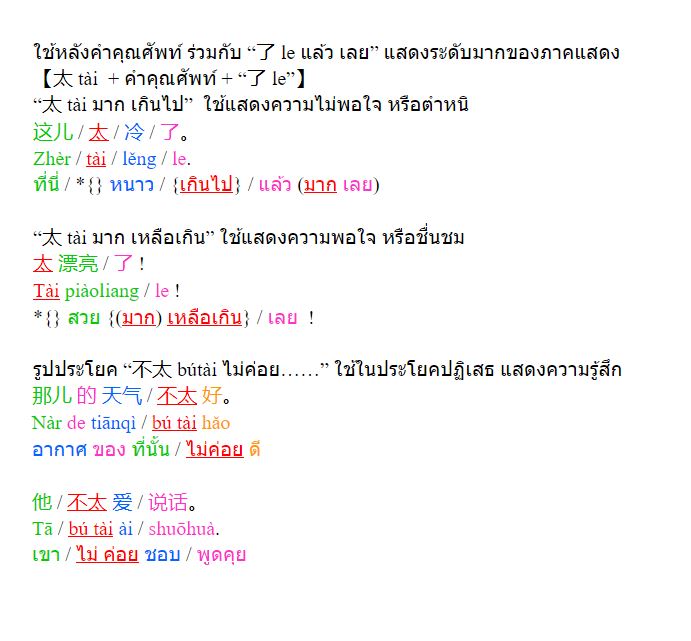 ใช้หลังคำคุณศัพท์ ร่วมกับ “了 le แล้ว เลย” แสดงระดับมากของภาคแสดง
【太 tài + คำคุณศัพท์ + “了 le”】
“太 tài มาก เกินไป” ใช้แสดงความไม่พอใจ หรือตำหนิ
这儿 / 太 / 冷 / 了。
Zhèr / tài / lěng / le.
ที่นี่ / *{} หนาว / {เกินไป} / แล้ว (มาก เลย)
“太 tài มาก เหลือเกิน” ใช้แสดงความพอใจ หรือชื่นชม
太 漂亮 / 了 !
Tài piàoliang / le !
*{} สวย {(มาก) เหลือเกิน} / เลย !
รูปประโยค “不太 bútài ไม่ค่อย……” ใช้ในประโยคปฏิเสธ แสดงความรู้สึก
那儿 的 天气 / 不太 好。
Nàr de tiānqì / bú tài hǎo
อากาศ ของ ที่นั้น / ไม่ค่อย ดี
他 / 不太 爱 / 说话。
Tā / bú tài ài / shuōhuà.
เขา / ไม่ ค่อย ชอบ / พูดคุย